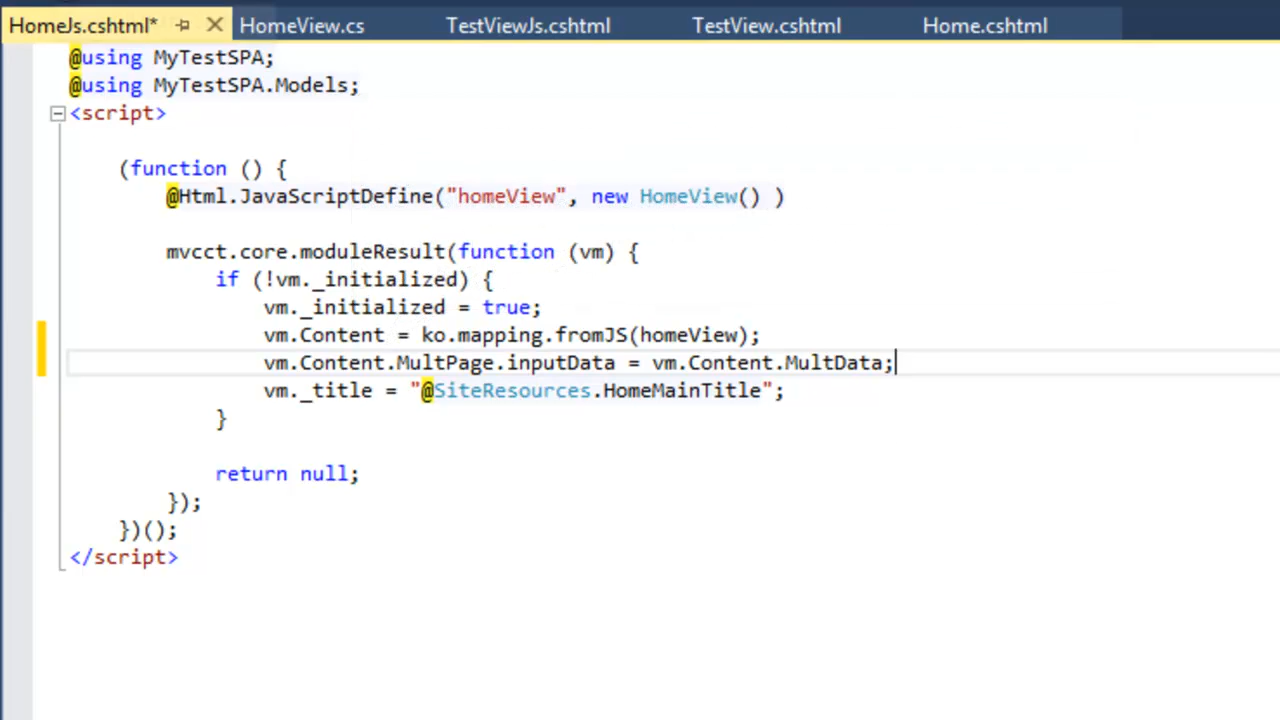 HomeJs.cshtml* HomeView.cs TestViewJs.cshtml TestView.cshtml Home.cshtml
@using MyTestSPA;
@using MyTestSPA.Models;
<script>
(function () {
@Html.JavaScriptDefine("homeView", new HomeView() )
mvcct.core.moduleResult(function (vm) {
if (!vm._initialized) {
vm._initialized = true;
vm.Content = ko.mapping.fromJS(homeView);
vm.Content.MultPage.inputData = vm.Content.MultData;
vm._title = "@SiteResources.HomeMainTitle";
}
return null;
});
})();
</script>